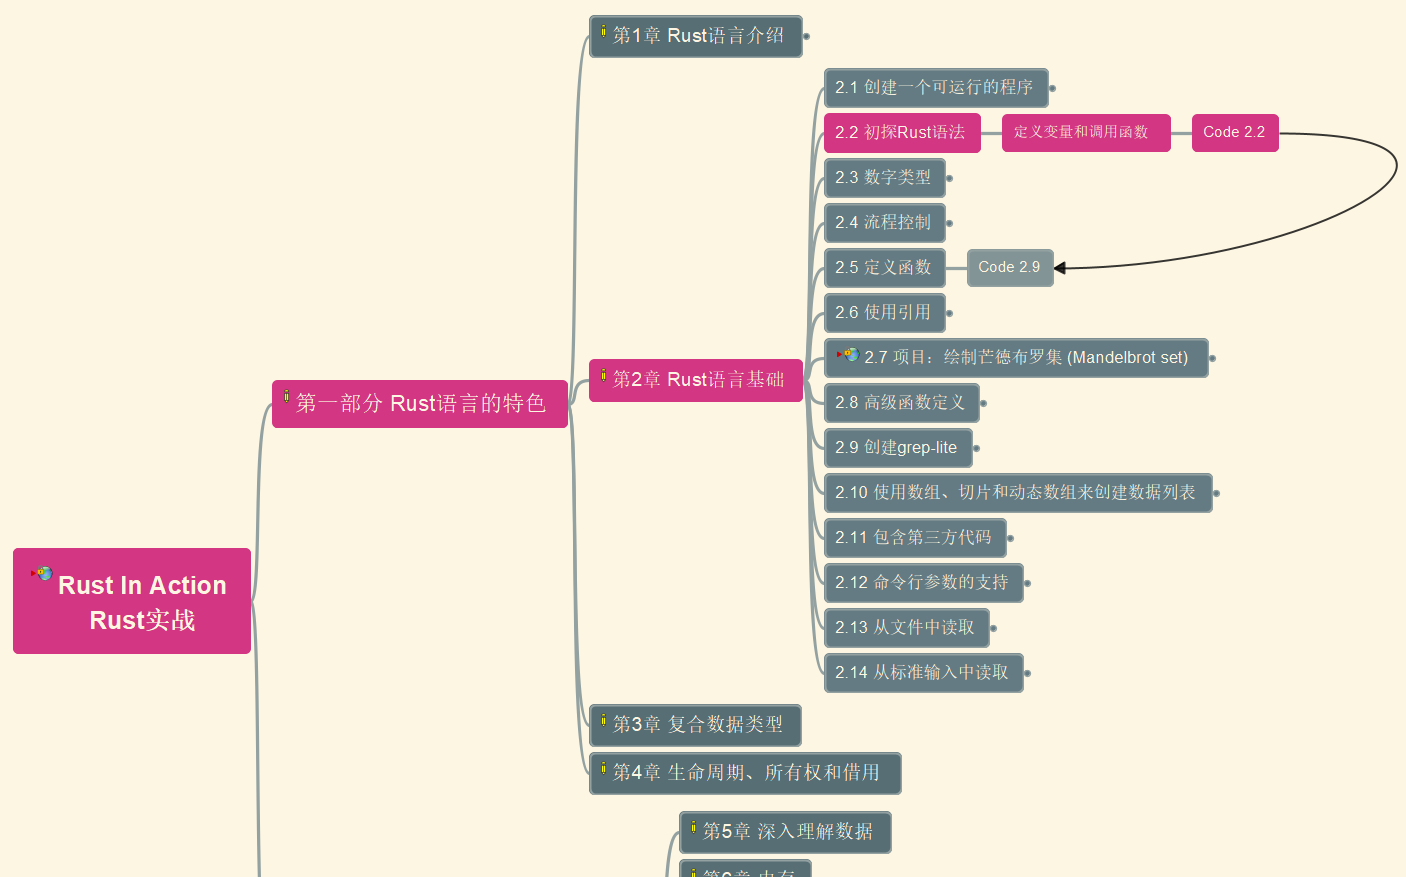 Rust In Action
Rust实战
第一部分 Rust语言的特色
第1章 Rust语言介绍
第2章 Rust语言基础
2.1 创建一个可运行的程序
2.2 初探Rust语法
定义变量和调用函数
Code 2.2
2.3 数字类型
2.4 流程控制
2.5 定义函数
Code 2.9
2.6 使用引用
2.7 项目：绘制芒德布罗集 (Mandelbrot set)
2.8 高级函数定义
2.9 创建grep-lite
2.10 使用数组、切片和动态数组来创建数据列表
2.11 包含第三方代码
2.12 命令行参数的支持
2.13 从文件中读取
2.14 从标准输入中读取
第3章 复合数据类型
第4章 生命周期、所有权和借用
第5章 深入理解数据
第6章 内存